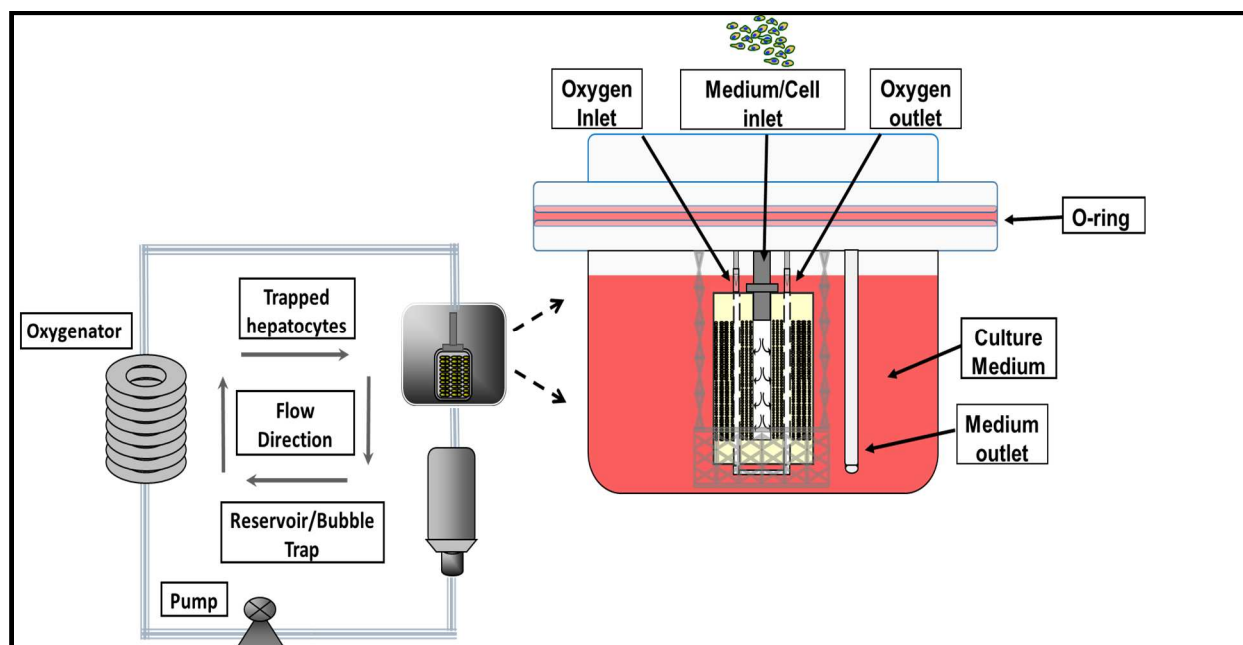 Oxygen
Inlet
Medium/Cell
inlet
Oxygen
outlet
O-ring
Trapped
hepatocytes
Oxygenator
Flow
Direction
Culture
Medium
Medium
outlet
Reservoir/Bubble
Trap
Pump